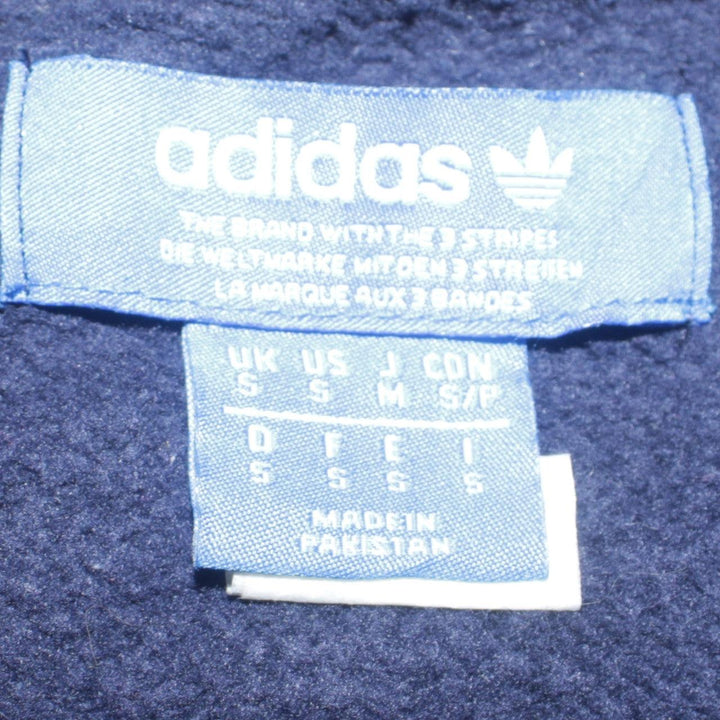 adidas
THE BRAND WITH THE 3 STRIPES
DIE WELTMARKE MIT DEN 3 STREIFEN
LA MARQUE AUX 3 BANDES
UK US J CDN
S S M S/P
D F E I
S S S S
MADE IN
PAKISTAN